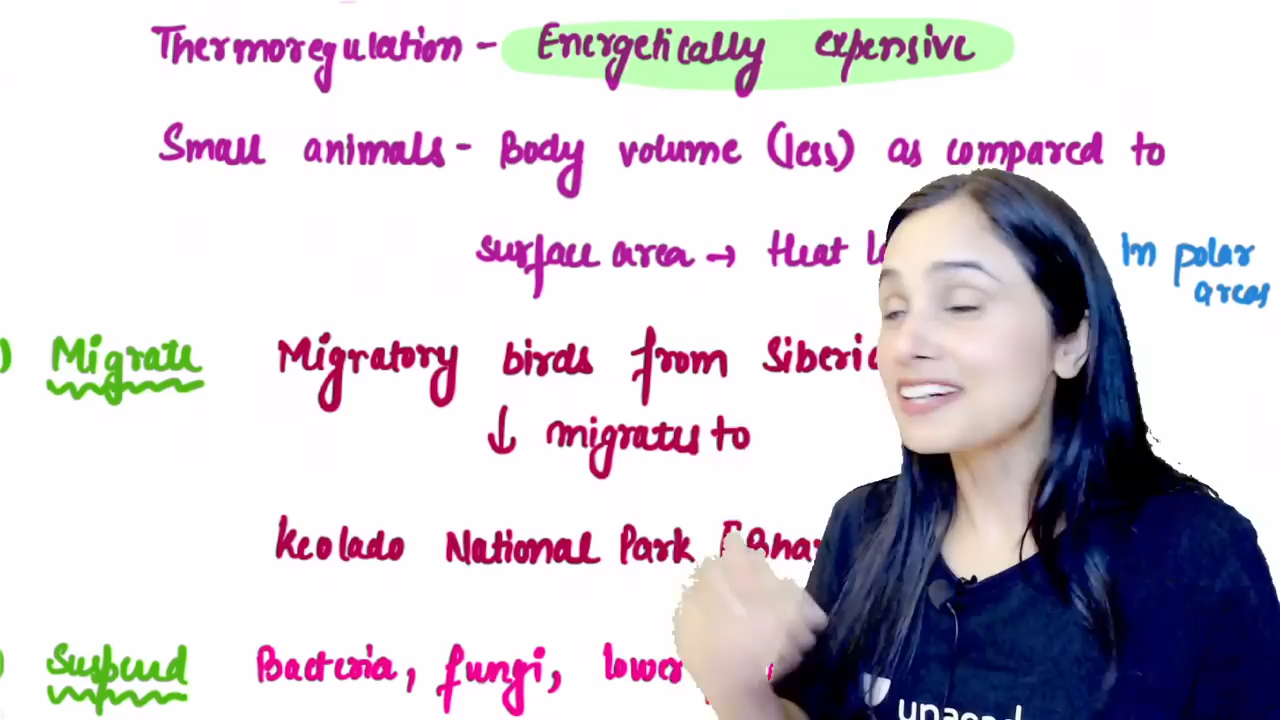 Thermoregulation - Energetically expensive
Small animals - Body volume (less) as compared to
surface area → Heat
In polar areas
) Migrate Migratory birds from Siberi
↓ migrates to
Keolado National Park
) Suspend Bacteria, fungi, lower
unacad